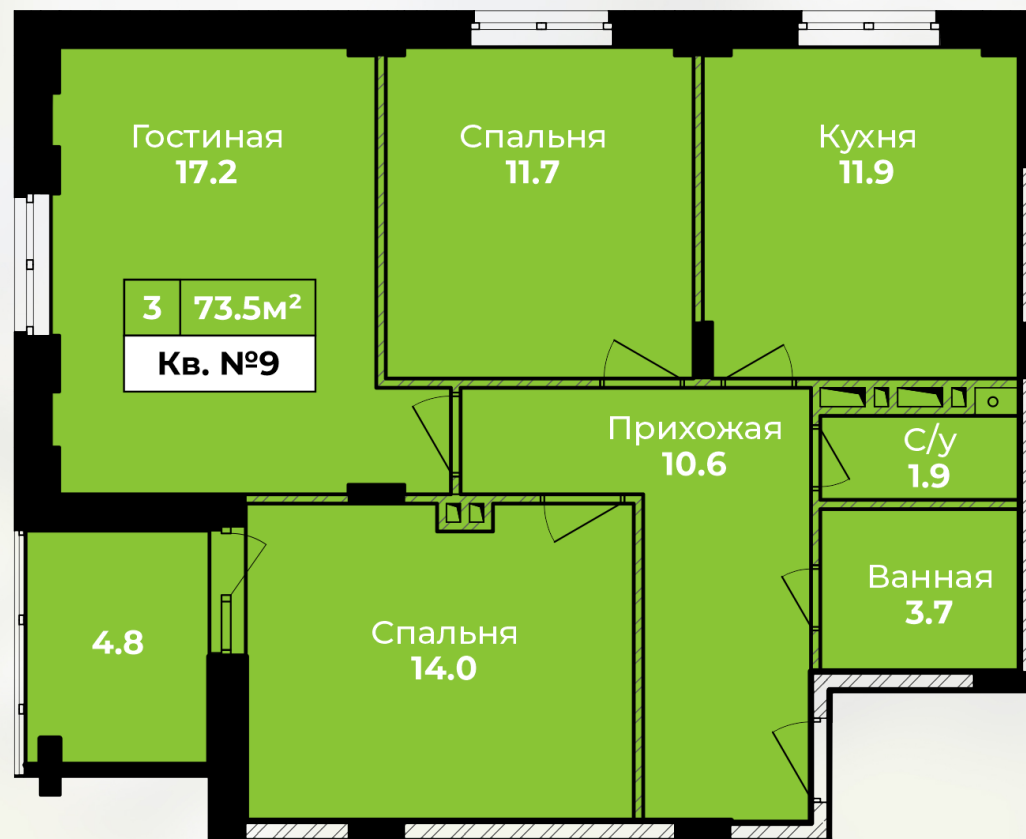 Гостиная
17.2
Спальня
11.7
Кухня
11.9
3 73.5м²
Кв. №9
Прихожая
10.6
С/у
1.9
Ванная
3.7
Спальня
14.0
4.8